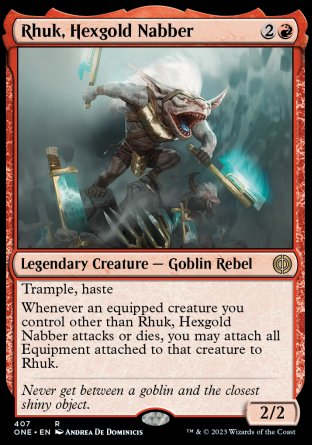 Rhuk, Hexgold Nabber 2
Legendary Creature — Goblin Rebel
Trample, haste
Whenever an equipped creature you
control other than Rhuk, Hexgold
Nabber attacks or dies, you may attach all
Equipment attached to that creature to
Rhuk.
Never get between a goblin and the closest
shiny object.
2/2
407 R
ONE • EN Andrea De Dominicis
™ & © 2023 Wizards of the Coast